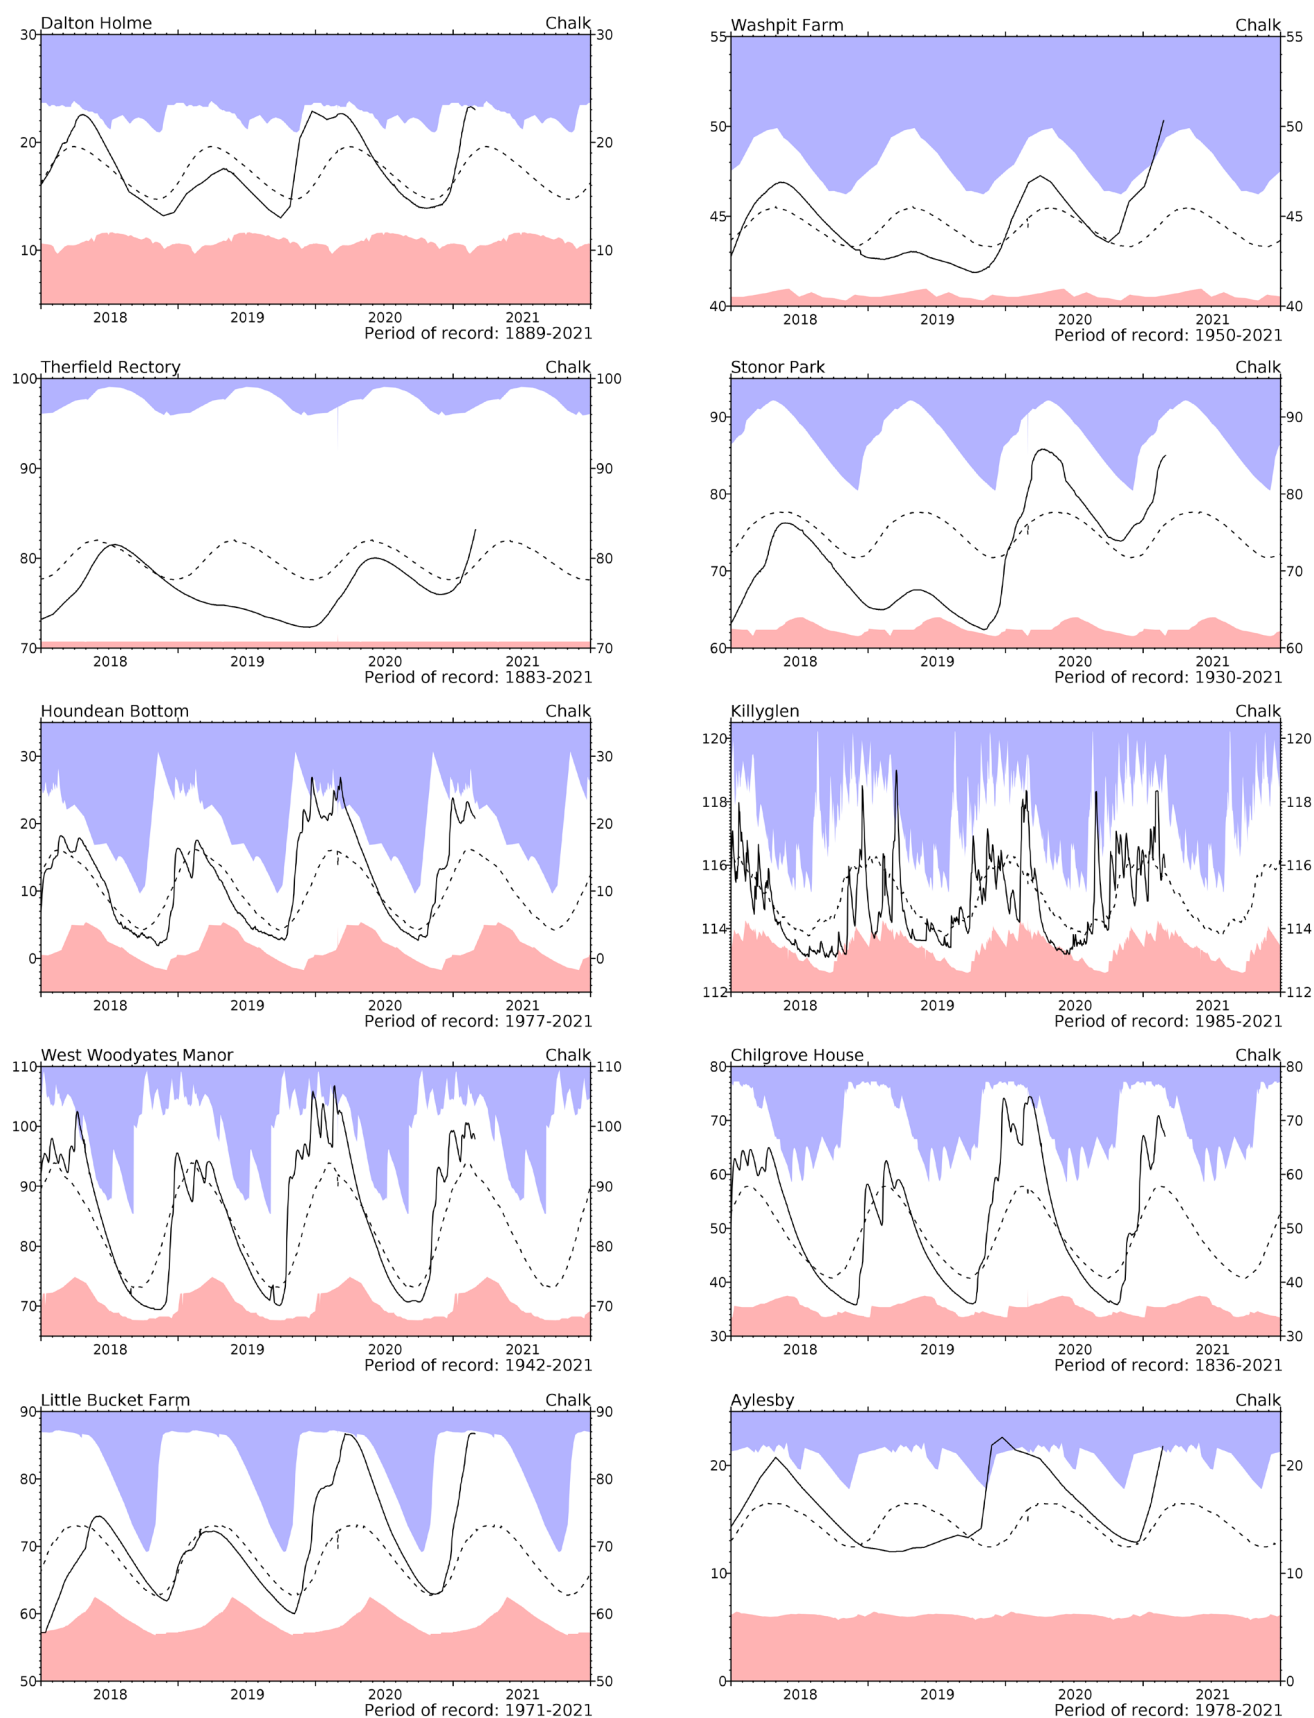 Dalton Holme Chalk
30 30
20 20
10 10
2018 2019 2020 2021
Period of record: 1889-2021
Washpit Farm Chalk
55 55
50 50
45 45
40 40
2018 2019 2020 2021
Period of record: 1950-2021
Therfield Rectory Chalk
100 100
90 90
80 80
70 70
2018 2019 2020 2021
Period of record: 1883-2021
Stonor Park Chalk
90 90
80 80
70 70
60 60
2018 2019 2020 2021
Period of record: 1930-2021
Houndean Bottom Chalk
30 30
20 20
10 10
0 0
2018 2019 2020 2021
Period of record: 1977-2021
Killyglen Chalk
120 120
118 118
116 116
114 114
112 112
2018 2019 2020 2021
Period of record: 1985-2021
West Woodyates Manor Chalk
110 110
100 100
90 90
80 80
70 70
2018 2019 2020 2021
Period of record: 1942-2021
Chilgrove House Chalk
80 80
70 70
60 60
50 50
40 40
30 30
2018 2019 2020 2021
Period of record: 1836-2021
Little Bucket Farm Chalk
90 90
80 80
70 70
60 60
50 50
2018 2019 2020 2021
Period of record: 1971-2021
Aylesby Chalk
20 20
10 10
0 0
2018 2019 2020 2021
Period of record: 1978-2021